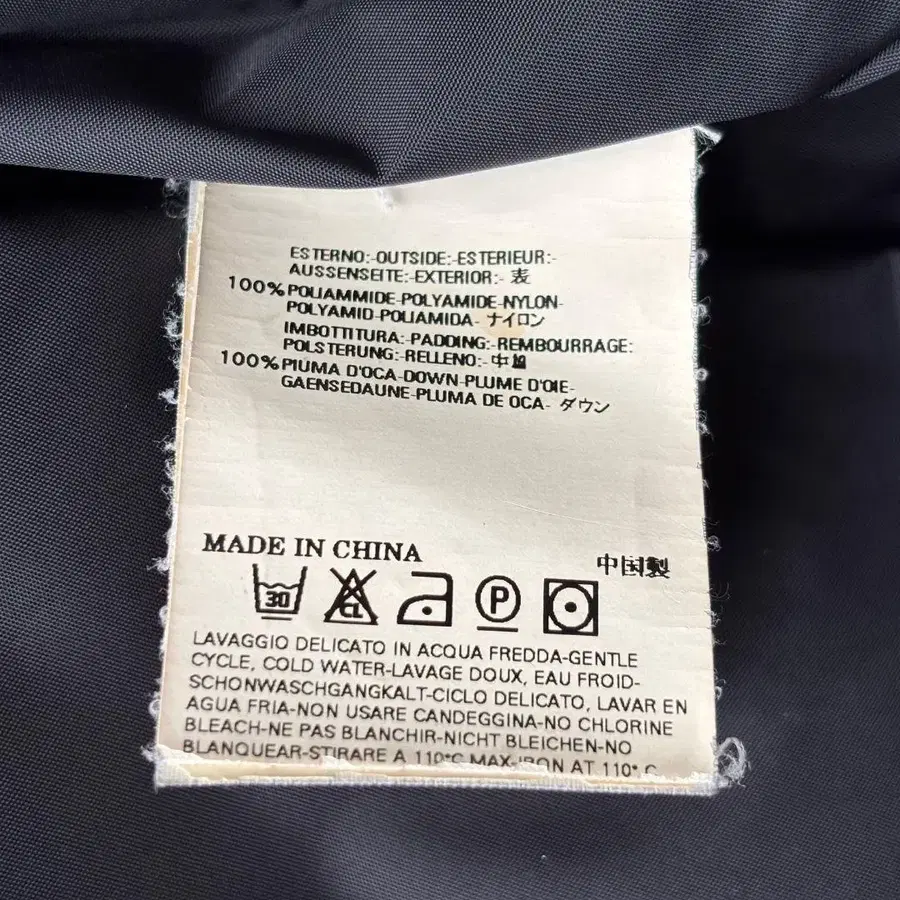 ESTERNO:-OUTSIDE:-ESTERIEUR:-
AUSSENSEITE:-EXTERIOR:- 表
100% POLIAMMIDE-POLYAMIDE-NYLON-
POLYAMID-POLIAMIDA- ナイロン
IMBOTTITURA:-PADDING:-REMBOURRAGE:
POLSTERUNG:-RELLENO:- 中
100% PIUMA D'OCA-DOWN-PLUME D'OIE-
GAENSEDAUNE-PLUMA DE OCA- ダウン
MADE IN CHINA 中国製
30 CL P
LAVAGGIO DELICATO IN ACQUA FREDDA-GENTLE
CYCLE, COLD WATER-LAVAGE DOUX, EAU FROID-
SCHONWASCHGANGKALT-CICLO DELICATO, LAVAR EN
AGUA FRIA-NON USARE CANDEGGINA-NO CHLORINE
BLEACH-NE PAS BLANCHIR-NICHT BLEICHEN-NO
BLANQUEAR-STIRARE A 110°C MAX-IRON AT 110° C